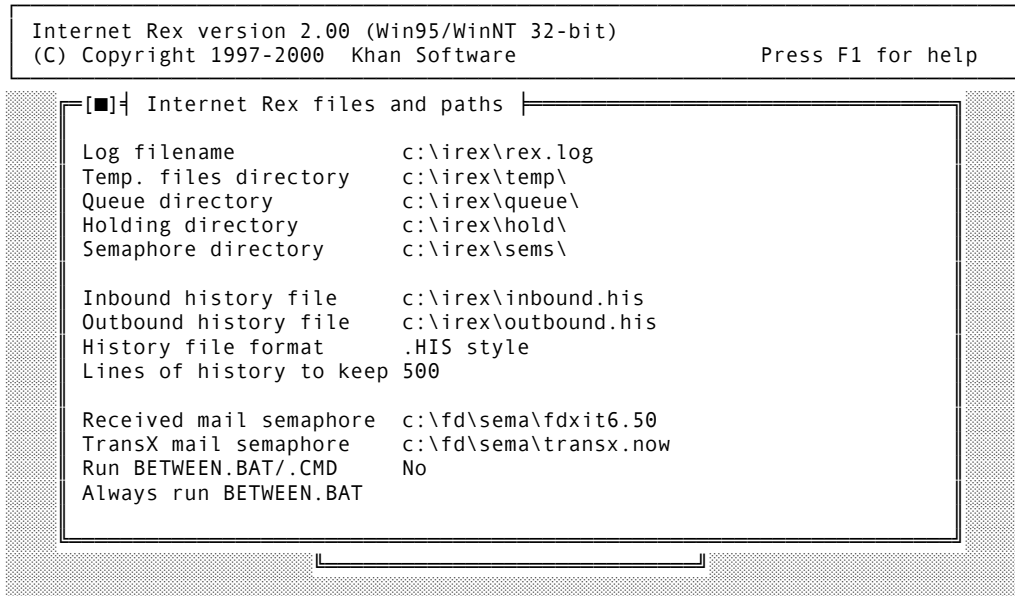 Internet Rex version 2.00 (Win95/WinNT 32-bit)
(C) Copyright 1997-2000  Khan Software                    Press F1 for help
[■] Internet Rex files and paths
Log filename              c:\irex\rex.log
Temp. files directory     c:\irex\temp\
Queue directory           c:\irex\queue\
Holding directory         c:\irex\hold\
Semaphore directory       c:\irex\sems\
Inbound history file      c:\irex\inbound.his
Outbound history file     c:\irex\outbound.his
History file format       .HIS style
Lines of history to keep 500
Received mail semaphore  c:\fd\sema\fdxit6.50
TransX mail semaphore     c:\fd\sema\transx.now
Run BETWEEN.BAT/.CMD      No
Always run BETWEEN.BAT